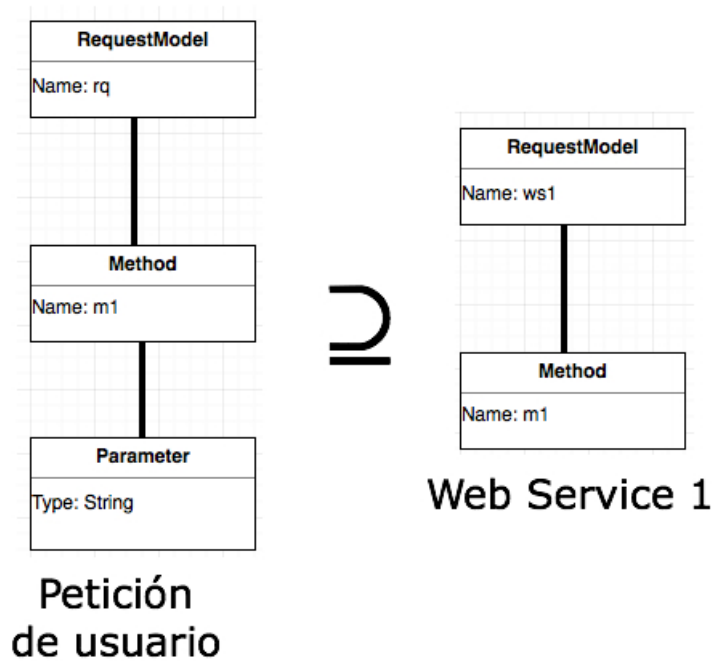 RequestModel
Name: rq
Method
Name: m1
Parameter
Type: String
Petición
de usuario
⊇
RequestModel
Name: ws1
Method
Name: m1
Web Service 1